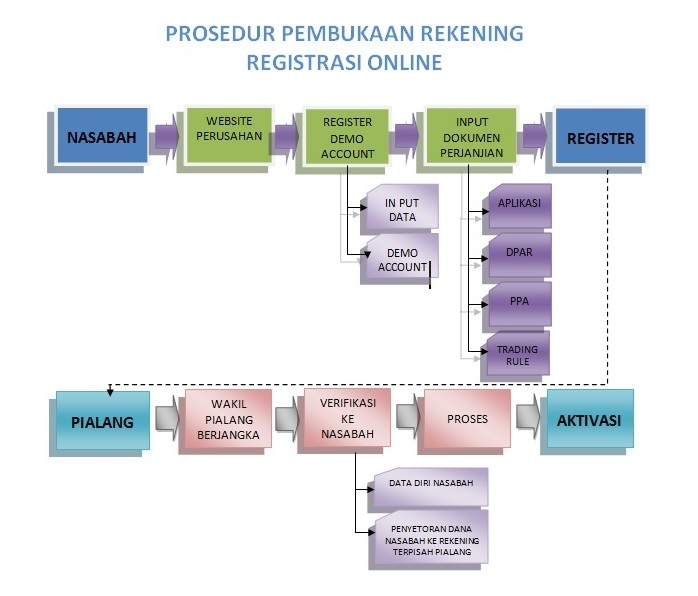 PROSEDUR PEMBUKAAN REKENING
REGISTRASI ONLINE
NASABAH
WEBSITE
PERUSAHAN
REGISTER
DEMO
ACCOUNT
INPUT
DOKUMEN
PERJANJIAN
REGISTER
IN PUT
DATA
DEMO
ACCOUNT
APLIKASI
DPAR
PPA
TRADING
RULE
PIALANG
WAKIL
PIALANG
BERJANGKA
VERIFIKASI
KE
NASABAH
PROSES
AKTIVASI
DATA DIRI NASABAH
PENYETORAN DANA
NASABAH KE REKENING
TERPISAH PIALANG